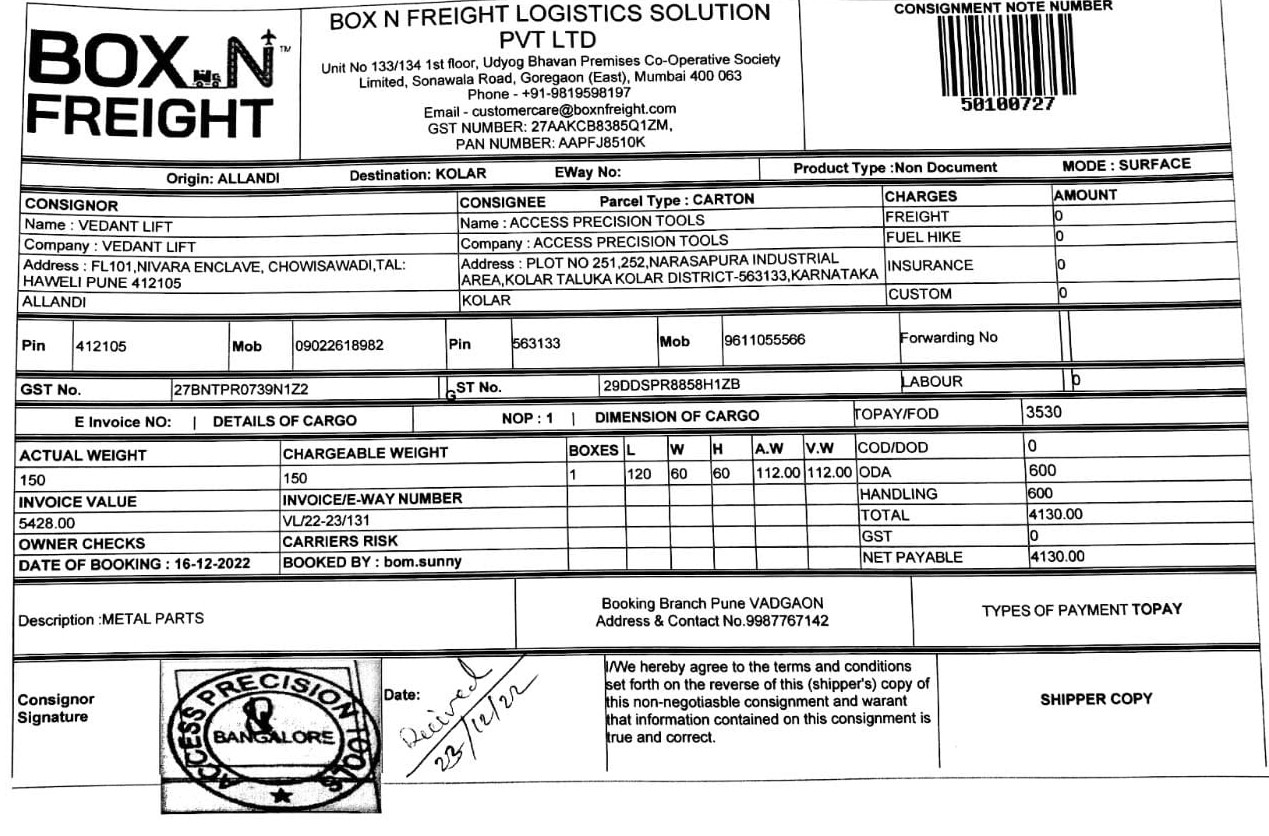 BOX N FREIGHT LOGISTICS SOLUTION
PVT LTD
Unit No 133/134 1st floor, Udyog Bhavan Premises Co-Operative Society
Limited, Sonawala Road, Goregaon (East), Mumbai 400 063
Phone - +91-9819598197
Email - customercare@boxnfreight.com
GST NUMBER: 27AAKCB8385Q1ZM,
PAN NUMBER: AAPFJ8510K
BOX N ™
FREIGHT
CONSIGNMENT NOTE NUMBER
50100727
Origin: ALLANDI Destination: KOLAR EWay No: Product Type :Non Document MODE : SURFACE
CONSIGNOR CONSIGNEE Parcel Type : CARTON CHARGES AMOUNT
Name : VEDANT LIFT Name : ACCESS PRECISION TOOLS FREIGHT 0
Company : VEDANT LIFT Company : ACCESS PRECISION TOOLS FUEL HIKE 0
Address : FL101,NIVARA ENCLAVE, CHOWISAWADI,TAL:
HAWELI PUNE 412105
Address : PLOT NO 251,252,NARASAPURA INDUSTRIAL
AREA,KOLAR TALUKA KOLAR DISTRICT-563133,KARNATAKA
INSURANCE 0
ALLANDI KOLAR CUSTOM 0
Pin 412105 Mob 09022618982 Pin 563133 Mob 9611055566 Forwarding No
GST No. 27BNTPR0739N1Z2 GST No. 29DDSPR8858H1ZB LABOUR 0
E Invoice NO: | DETAILS OF CARGO NOP : 1 | DIMENSION OF CARGO TOPAY/FOD 3530
ACTUAL WEIGHT CHARGEABLE WEIGHT BOXES L W H A.W V.W COD/DOD 0
150 150 1 120 60 60 112.00 112.00 ODA 600
INVOICE VALUE INVOICE/E-WAY NUMBER HANDLING 600
5428.00 VL/22-23/131 TOTAL 4130.00
OWNER CHECKS CARRIERS RISK GST 0
DATE OF BOOKING : 16-12-2022 BOOKED BY : bom.sunny NET PAYABLE 4130.00
Description :METAL PARTS
Booking Branch Pune VADGAON
Address & Contact No.9987767142
TYPES OF PAYMENT TOPAY
Consignor
Signature
ACCESS PRECISION TOOLS
BANGALORE
Date:
Received
23/12/22
I/We hereby agree to the terms and conditions
set forth on the reverse of this (shipper's) copy of
this non-negotiasble consignment and warant
that information contained on this consignment is
true and correct.
SHIPPER COPY